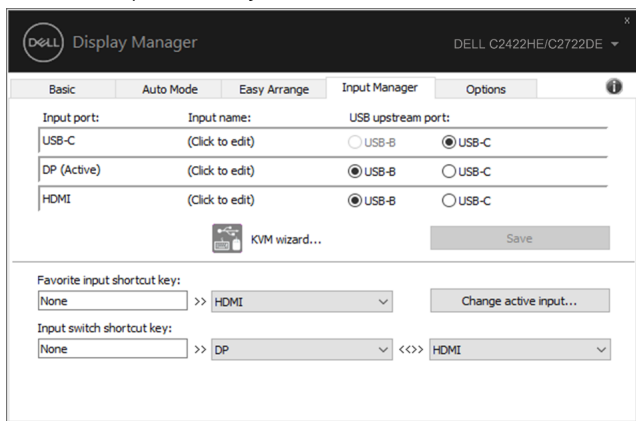 x
DELL Display Manager DELL C2422HE/C2722DE
Basic Auto Mode Easy Arrange Input Manager Options
Input port: Input name: USB upstream port:
USB-C (Click to edit) USB-B USB-C
DP (Active) (Click to edit) USB-B USB-C
HDMI (Click to edit) USB-B USB-C
KVM wizard... Save
Favorite input shortcut key:
None >> HDMI Change active input...
Input switch shortcut key:
None >> DP <<>> HDMI